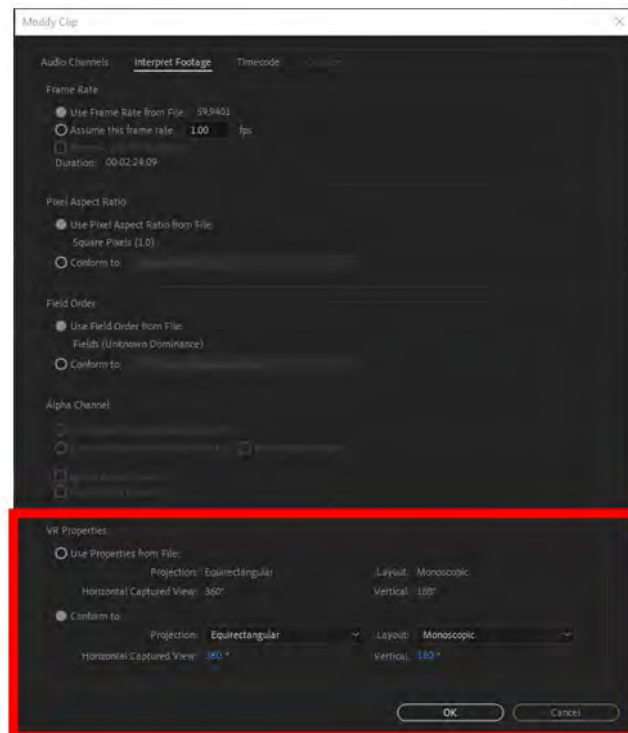 Modify Clip
Audio Channels Interpret Footage Timecode
Frame Rate
Use Frame Rate from File: 59.9401
Assume this frame rate: 1.00 fps
Duration: 00:02:24:09
Pixel Aspect Ratio
Use Pixel Aspect Ratio from File:
Square Pixels (1.0)
Conform to:
Field Order
Use Field Order from File:
Fields (Unknown Dominance)
Conform to:
Alpha Channel
VR Properties
Use Properties from File:
Projection: Equirectangular Layout: Monoscopic
Horizontal Captured View: 360° Vertical: 180°
Conform to:
Projection: Equirectangular Layout: Monoscopic
Horizontal Captured View: 360 ° Vertical: 180 °
OK Cancel